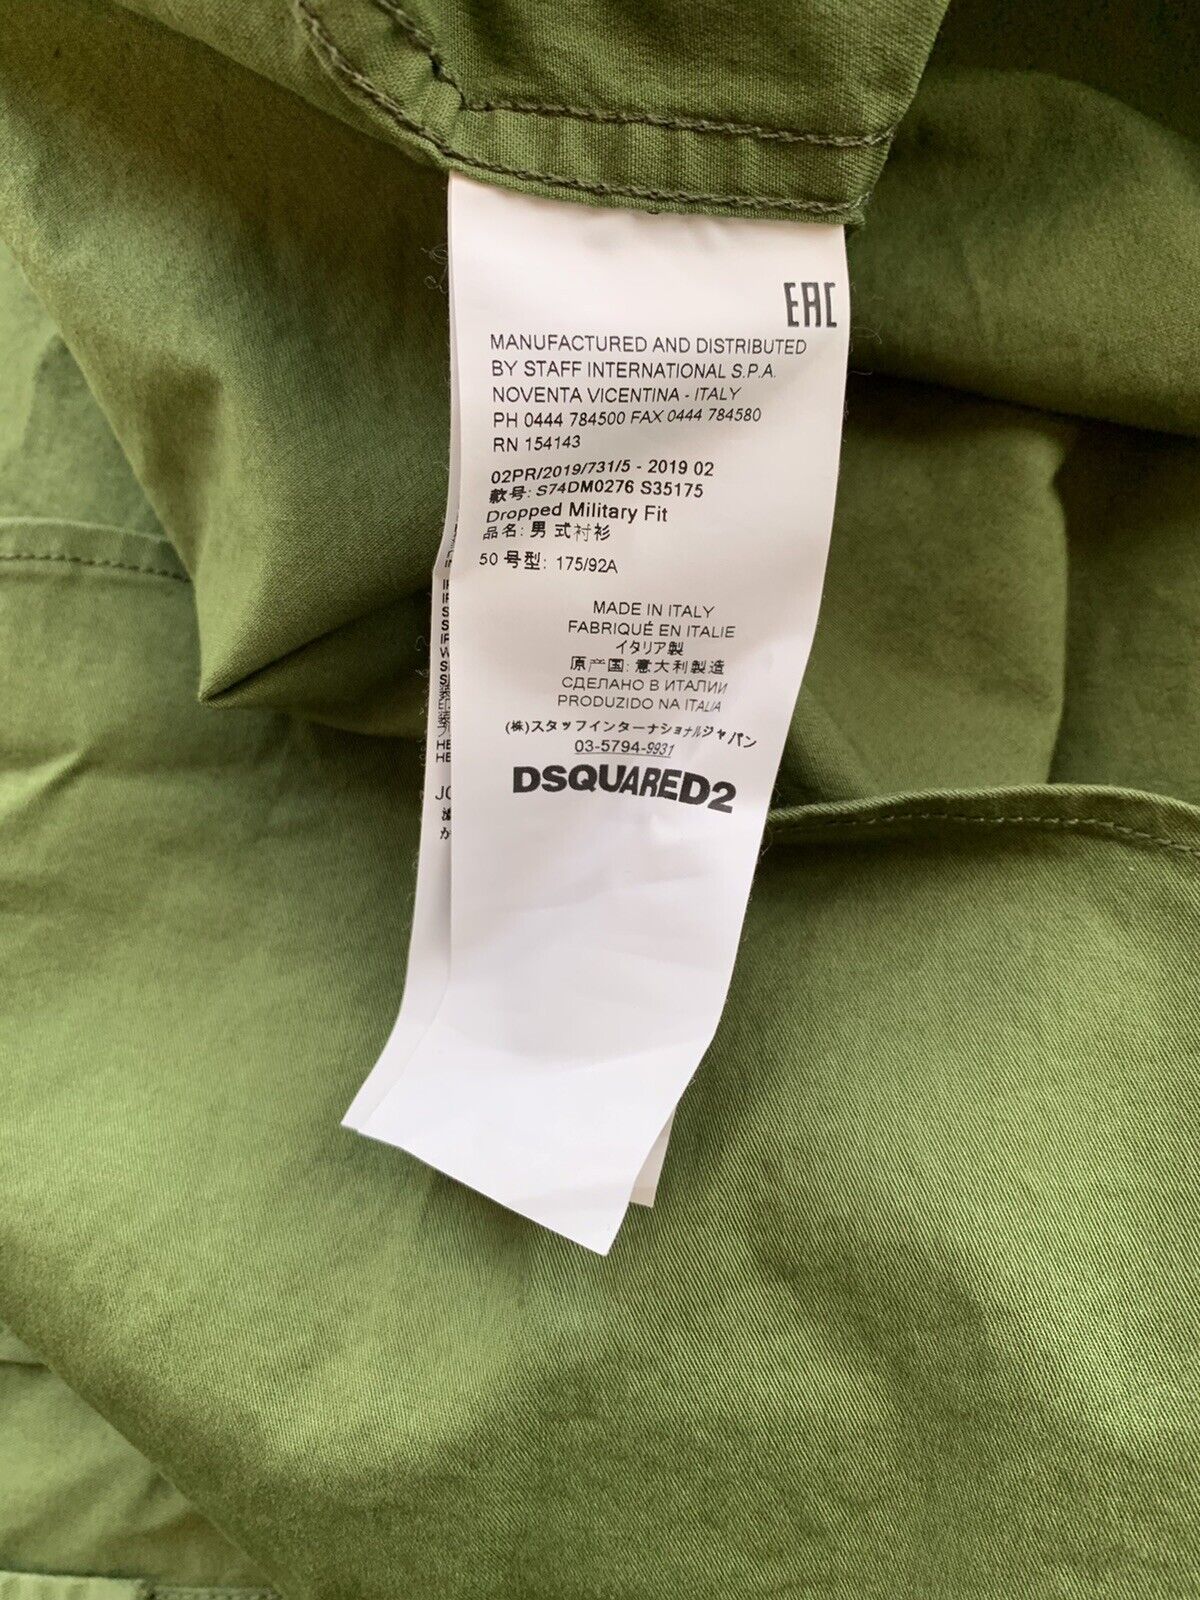 EAC
MANUFACTURED AND DISTRIBUTED
BY STAFF INTERNATIONAL S.P.A.
NOVENTA VICENTINA - ITALY
PH 0444 784500 FAX 0444 784580
RN 154143
02PR/2019/731/5 - 2019 02
款号: S74DM0276 S35175
Dropped Military Fit
品名: 男 式衬衫
50 号型: 175/92A
MADE IN ITALY
FABRIQUÉ EN ITALIE
イタリア製
原产国: 意大利製造
СДЕЛАНО В ИТАЛИИ
PRODUZIDO NA ITALIA
(株)スタッフインターナショナルジャパン
03-5794-9931
DSQUARED2